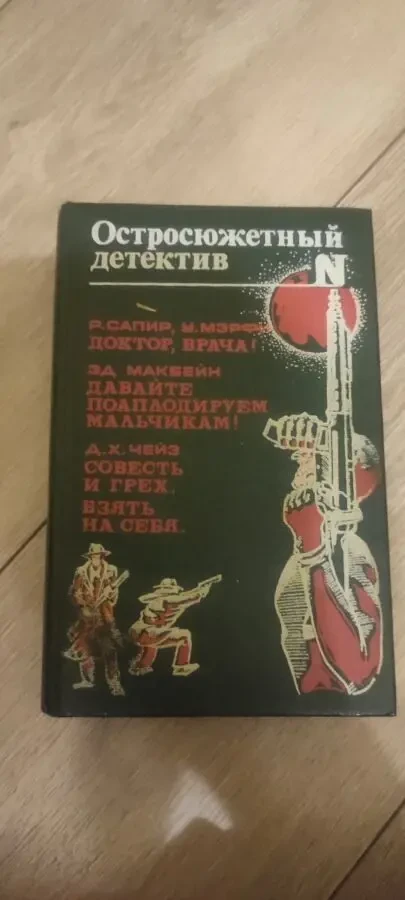 Остросюжетный
детектив
N
Р. САПИР, У. МЭРФИ
ДОКТОР, ВРАЧА!
ЭД МАКБЕЙН
ДАВАЙТЕ
ПОАПЛОДИРУЕМ
МАЛЬЧИКАМ!
Д. Х. ЧЕЙЗ
СОВЕСТЬ
И ГРЕХ.
ВЗЯТЬ
НА СЕБЯ.